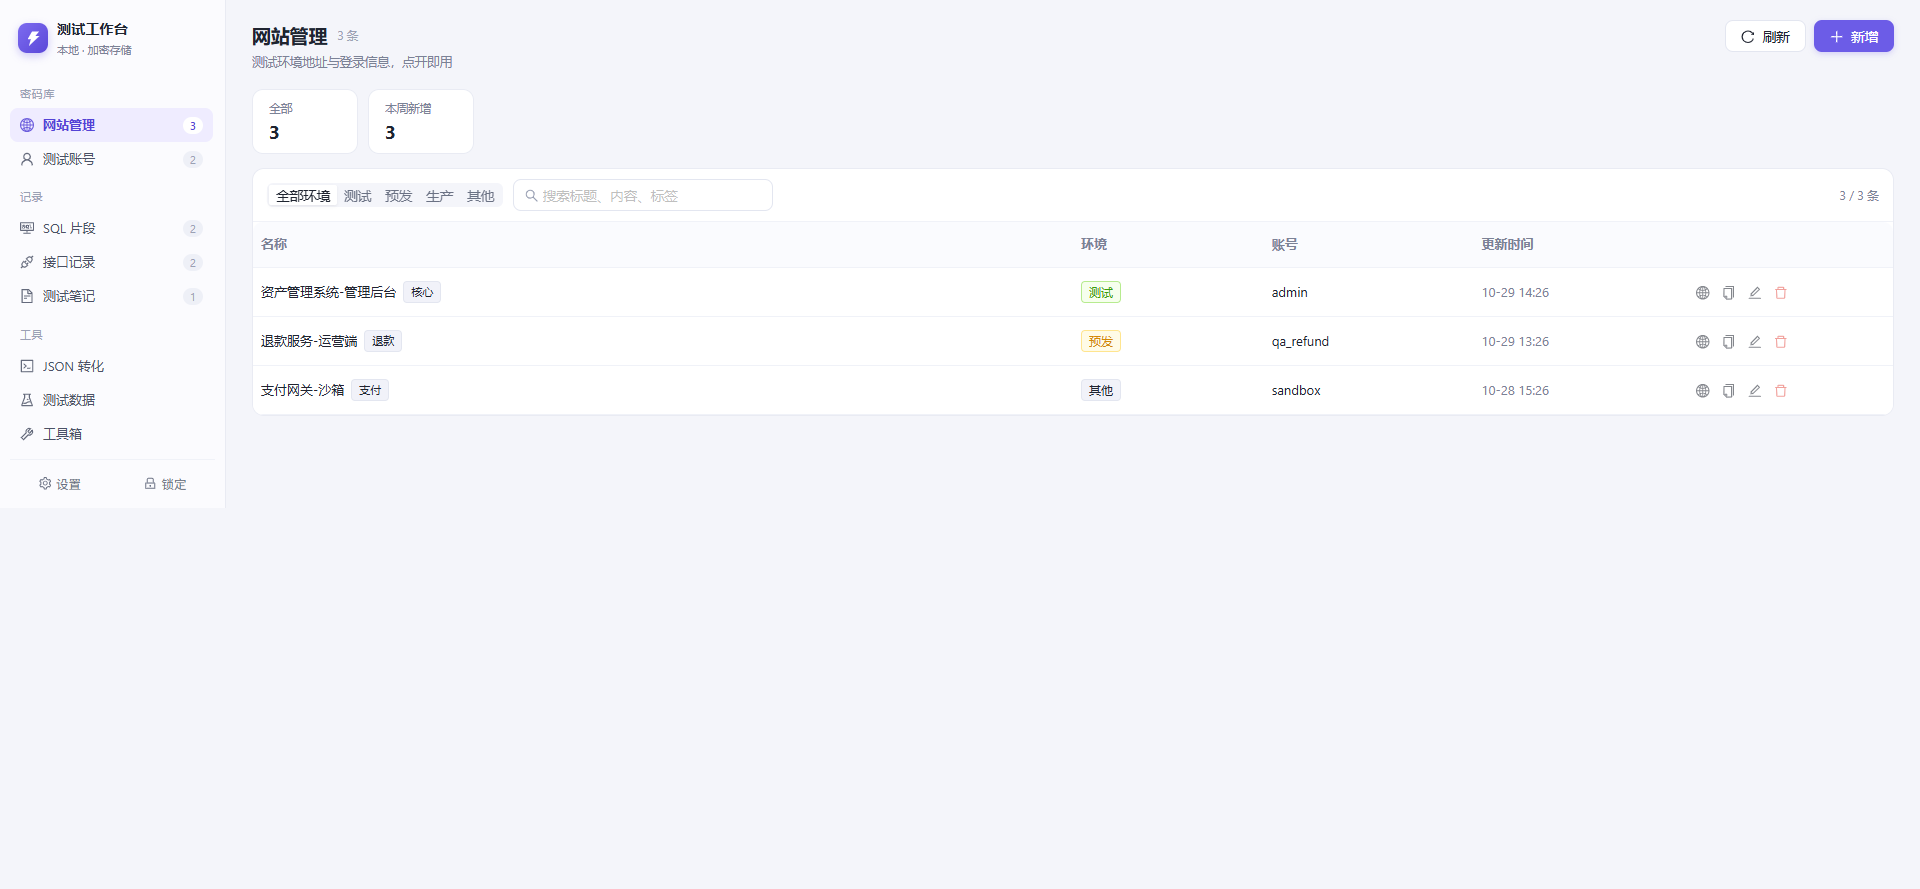 测试工作台
本地 · 加密存储
密码库
网站管理 3
测试账号 2
记录
SQL 片段 2
接口记录 2
测试笔记 1
工具
JSON 转化
测试数据
工具箱
设置 锁定
网站管理 3 条
测试环境地址与登录信息，点开即用
刷新 新增
全部
3
本周新增
3
全部环境 测试 预发 生产 其他 搜索标题、内容、标签 3 / 3 条
名称 环境 账号 更新时间
资产管理系统-管理后台 核心 测试 admin 10-29 14:26
退款服务-运营端 退款 预发 qa_refund 10-29 13:26
支付网关-沙箱 支付 其他 sandbox 10-28 15:26